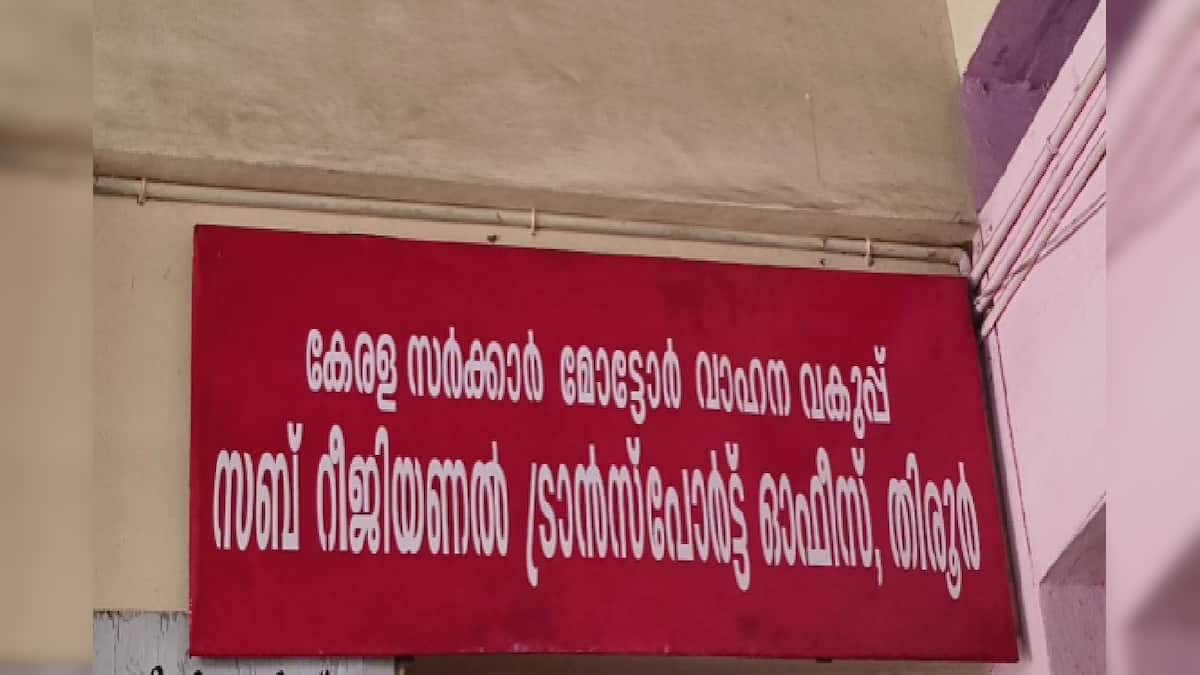 കേരള സർക്കാർ മോട്ടോർ വാഹന വകുപ്പ്
സബ് റീജിയണൽ ട്രാൻസ്പോർട്ട് ഓഫീസ്, തിരൂർ